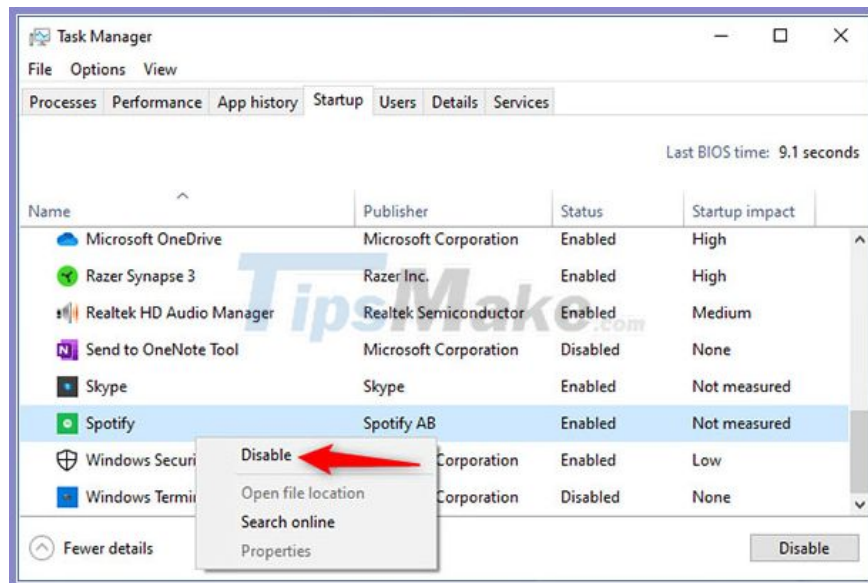 Task Manager
File Options View
Processes Performance App history Startup Users Details Services
Last BIOS time: 9.1 seconds
Name Publisher Status Startup impact
Microsoft OneDrive Microsoft Corporation Enabled High
Razer Synapse 3 Razer Inc. Enabled High
Realtek HD Audio Manager Realtek Semiconductor Enabled Medium
TipsMake.com
Send to OneNote Tool Microsoft Corporation Disabled None
Skype Skype Enabled Not measured
Spotify Spotify AB Enabled Not measured
Windows Securi Corporation Enabled Low
Disable
Windows Termin Corporation Disabled None
Open file location
Search online
Properties
Fewer details Disable